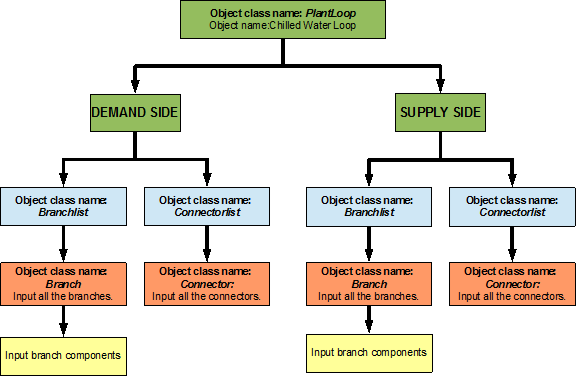 Object class name: PlantLoop
Object name:Chilled Water Loop
DEMAND SIDE
SUPPLY SIDE
Object class name:
Branchlist
Object class name:
Connectorlist
Object class name:
Branchlist
Object class name:
Connectorlist
Object class name:
Branch
Input all the branches.
Object class name:
Connector:
Input all the connectors.
Object class name:
Branch
Input all the branches.
Object class name:
Connector:
Input all the connectors.
Input branch components
Input branch components